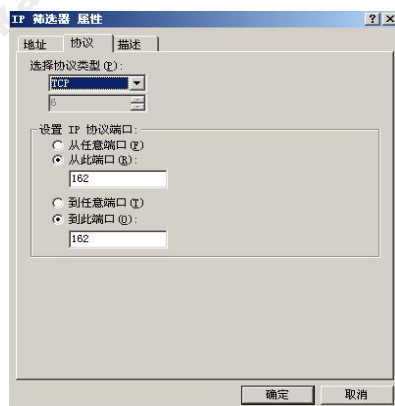 IP 筛选器 属性
? ×
地址 协议 描述
选择协议类型(P):
TCP
6
设置 IP 协议端口:
从任意端口(F)
从此端口(R):
162
到任意端口(T)
到此端口(O):
162
确定 取消